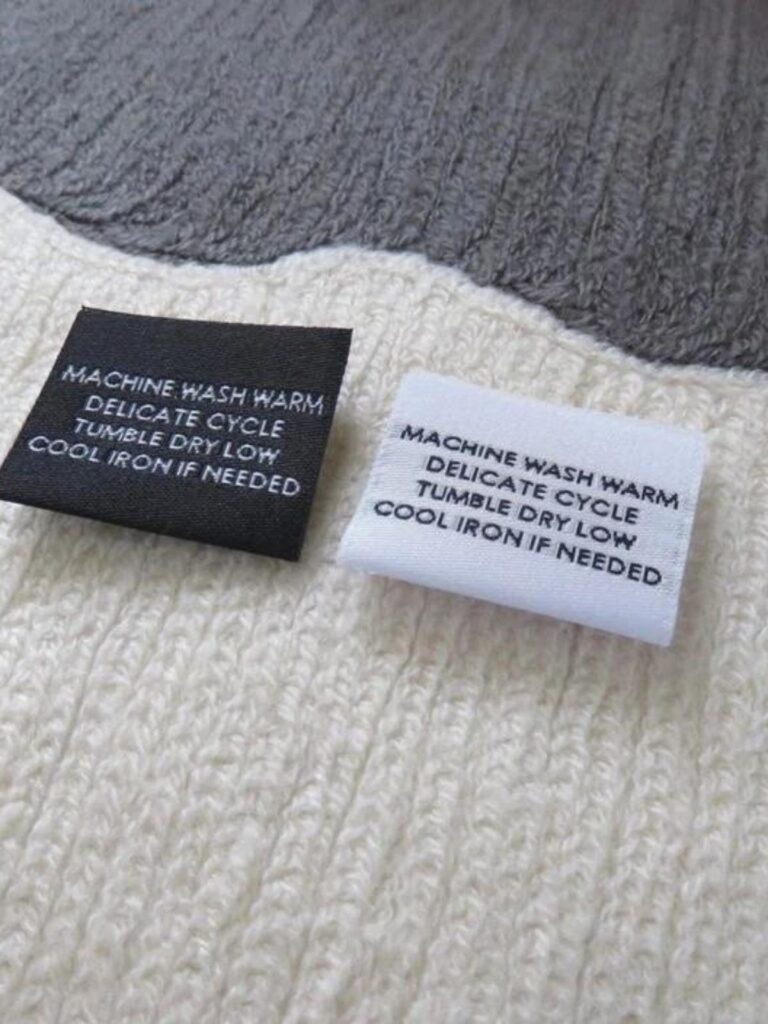 MACHINE WASH WARM
DELICATE CYCLE
TUMBLE DRY LOW
COOL IRON IF NEEDED
MACHINE WASH WARM
DELICATE CYCLE
TUMBLE DRY LOW
COOL IRON IF NEEDED